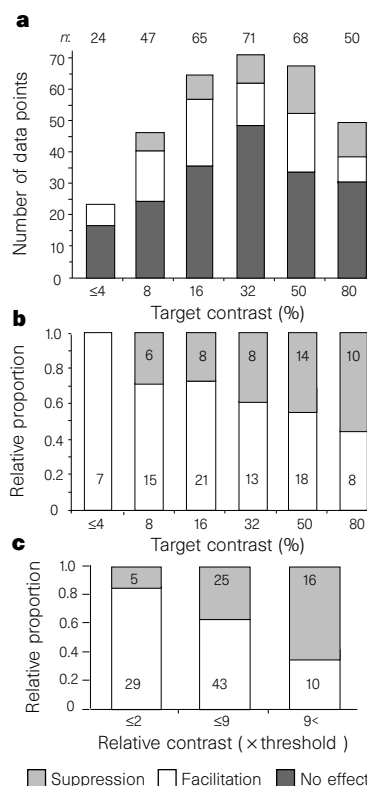 a
n: 24 47 65 71 68 50
Number of data points
70
60
50
40
30
20
10
0
≤4 8 16 32 50 80
Target contrast (%)
b
Relative proportion
1.0
0.8
0.6
0.4
0.2
0
6 8 8 14 10
7 15 21 13 18 8
≤4 8 16 32 50 80
Target contrast (%)
c
Relative proportion
1.0
0.8
0.6
0.4
0.2
0
5 25 16
29 43 10
≤2 ≤9 9<
Relative contrast (×threshold )
Suppression Facilitation No effect